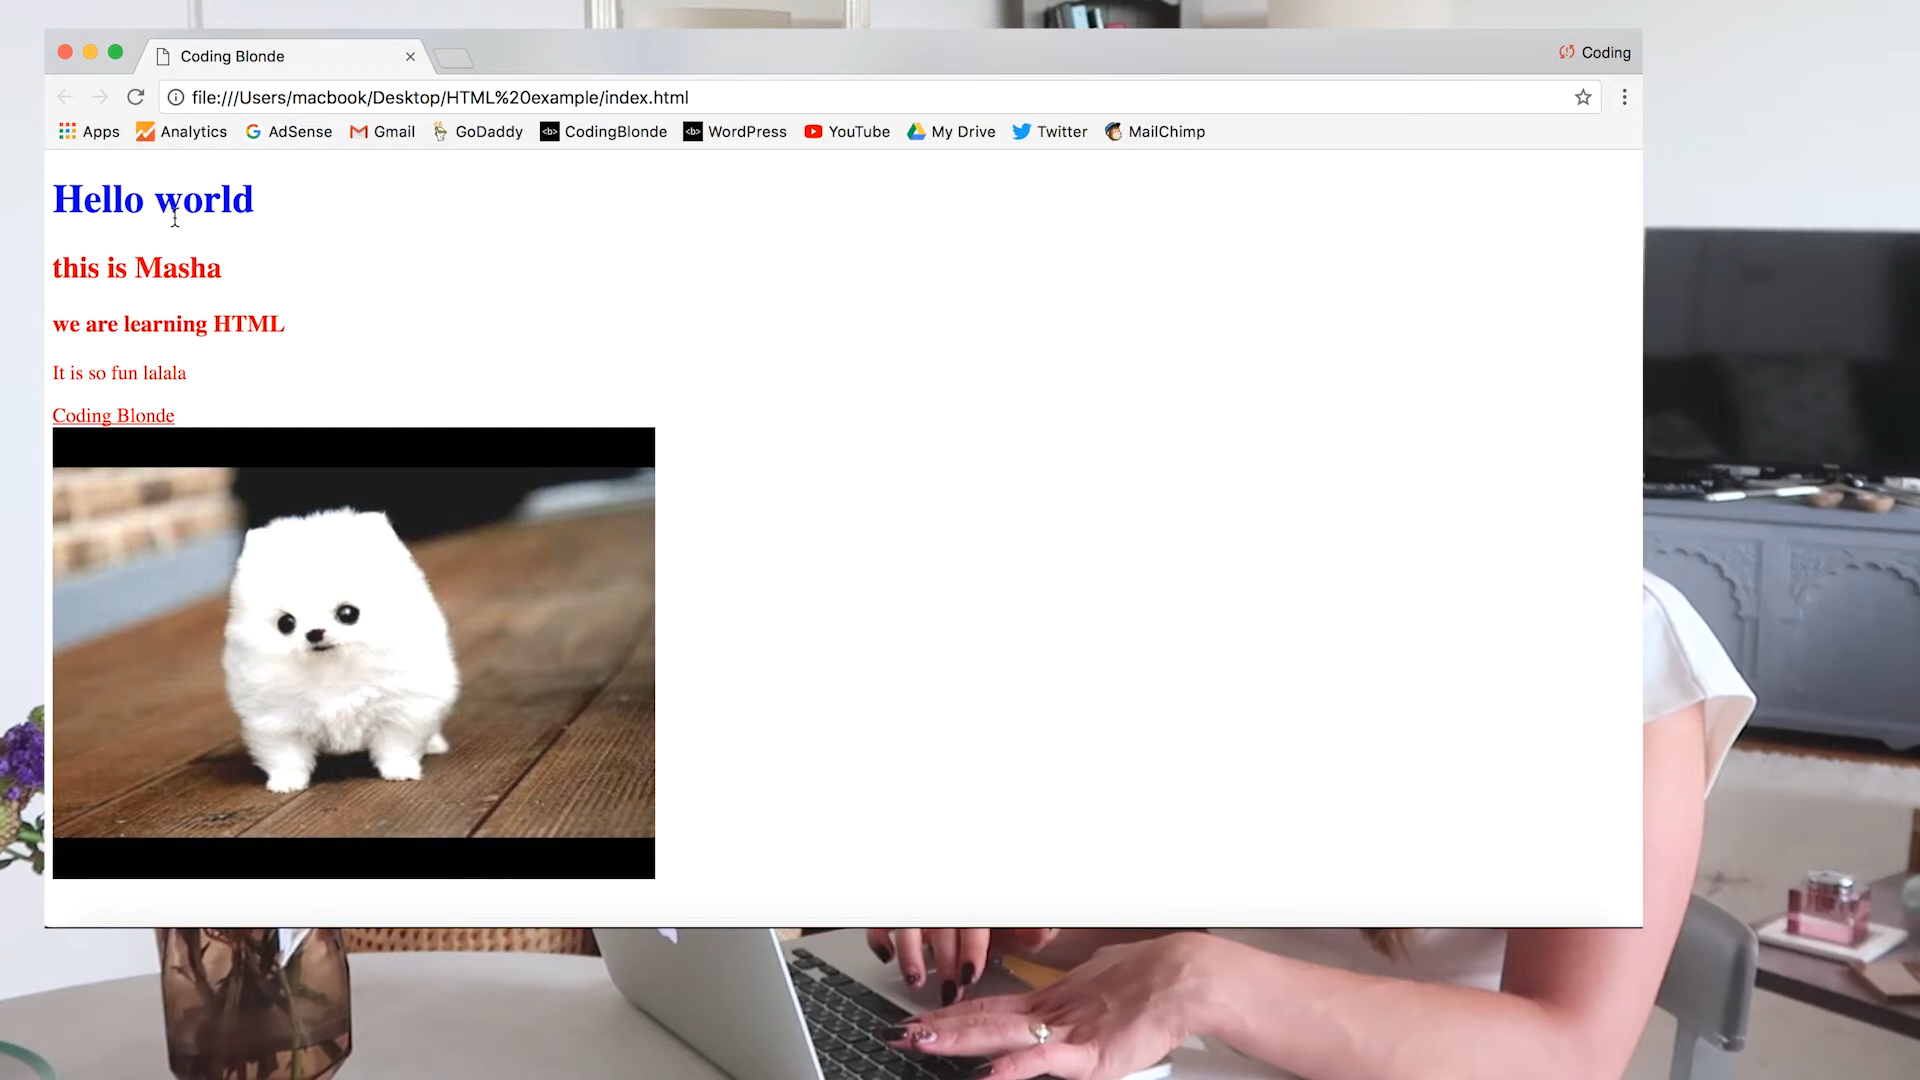 Coding Blonde
Coding
file:///Users/macbook/Desktop/HTML%20example/index.html
Apps Analytics AdSense Gmail GoDaddy CodingBlonde WordPress YouTube My Drive Twitter MailChimp
Hello world
this is Masha
we are learning HTML
It is so fun lalala
Coding Blonde